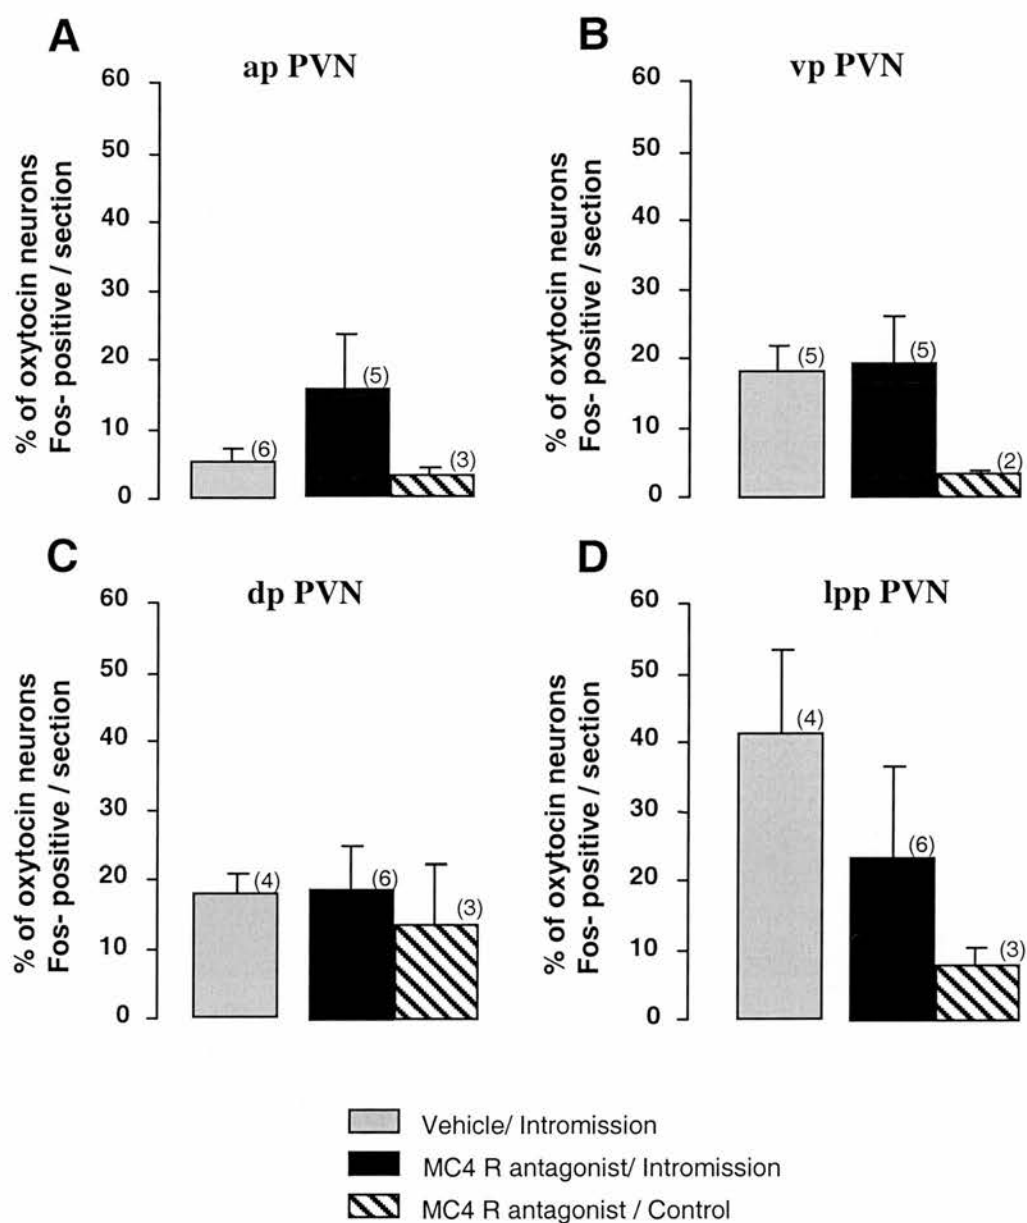 A
ap PVN
% of oxytocin neurons
Fos- positive / section
60
50
40
30
20
10
0
(6)
(5)
(3)
B
vp PVN
% of oxytocin neurons
Fos- positive / section
60
50
40
30
20
10
0
(5)
(5)
(2)
C
dp PVN
% of oxytocin neurons
Fos- positive / section
60
50
40
30
20
10
0
(4)
(6)
(3)
D
lpp PVN
% of oxytocin neurons
Fos- positive / section
60
50
40
30
20
10
0
(4)
(6)
(3)
Vehicle/ Intromission
MC4 R antagonist/ Intromission
MC4 R antagonist / Control